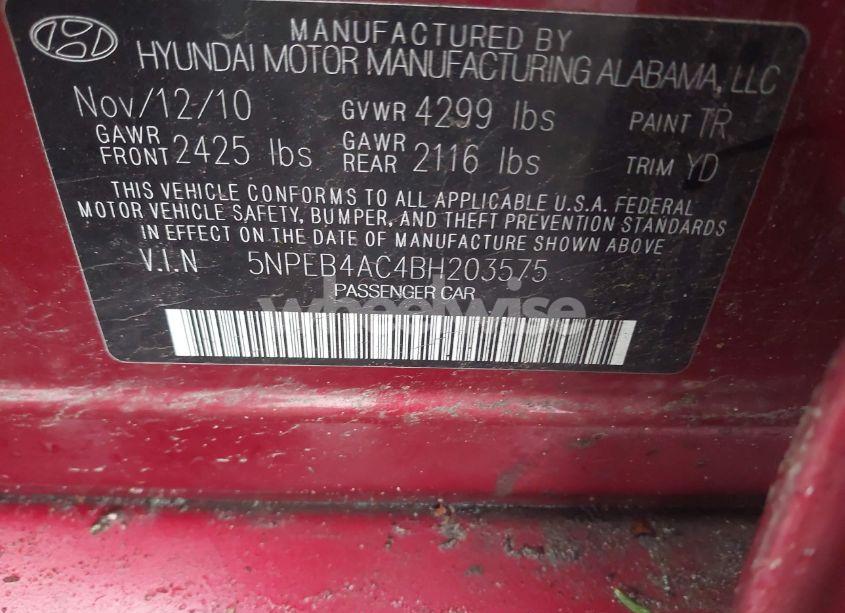 MANUFACTURED BY
HYUNDAI MOTOR MANUFACTURING ALABAMA, LLC
Nov/12/10 GVWR 4299 lbs PAINT TR
GAWR FRONT 2425 lbs GAWR REAR 2116 lbs TRIM YD
THIS VEHICLE CONFORMS TO ALL APPLICABLE U.S.A. FEDERAL
MOTOR VEHICLE SAFETY, BUMPER, AND THEFT PREVENTION STANDARDS
IN EFFECT ON THE DATE OF MANUFACTURE SHOWN ABOVE.
V.I.N 5NPEB4AC4BH203575
PASSENGER CAR
wheelwise